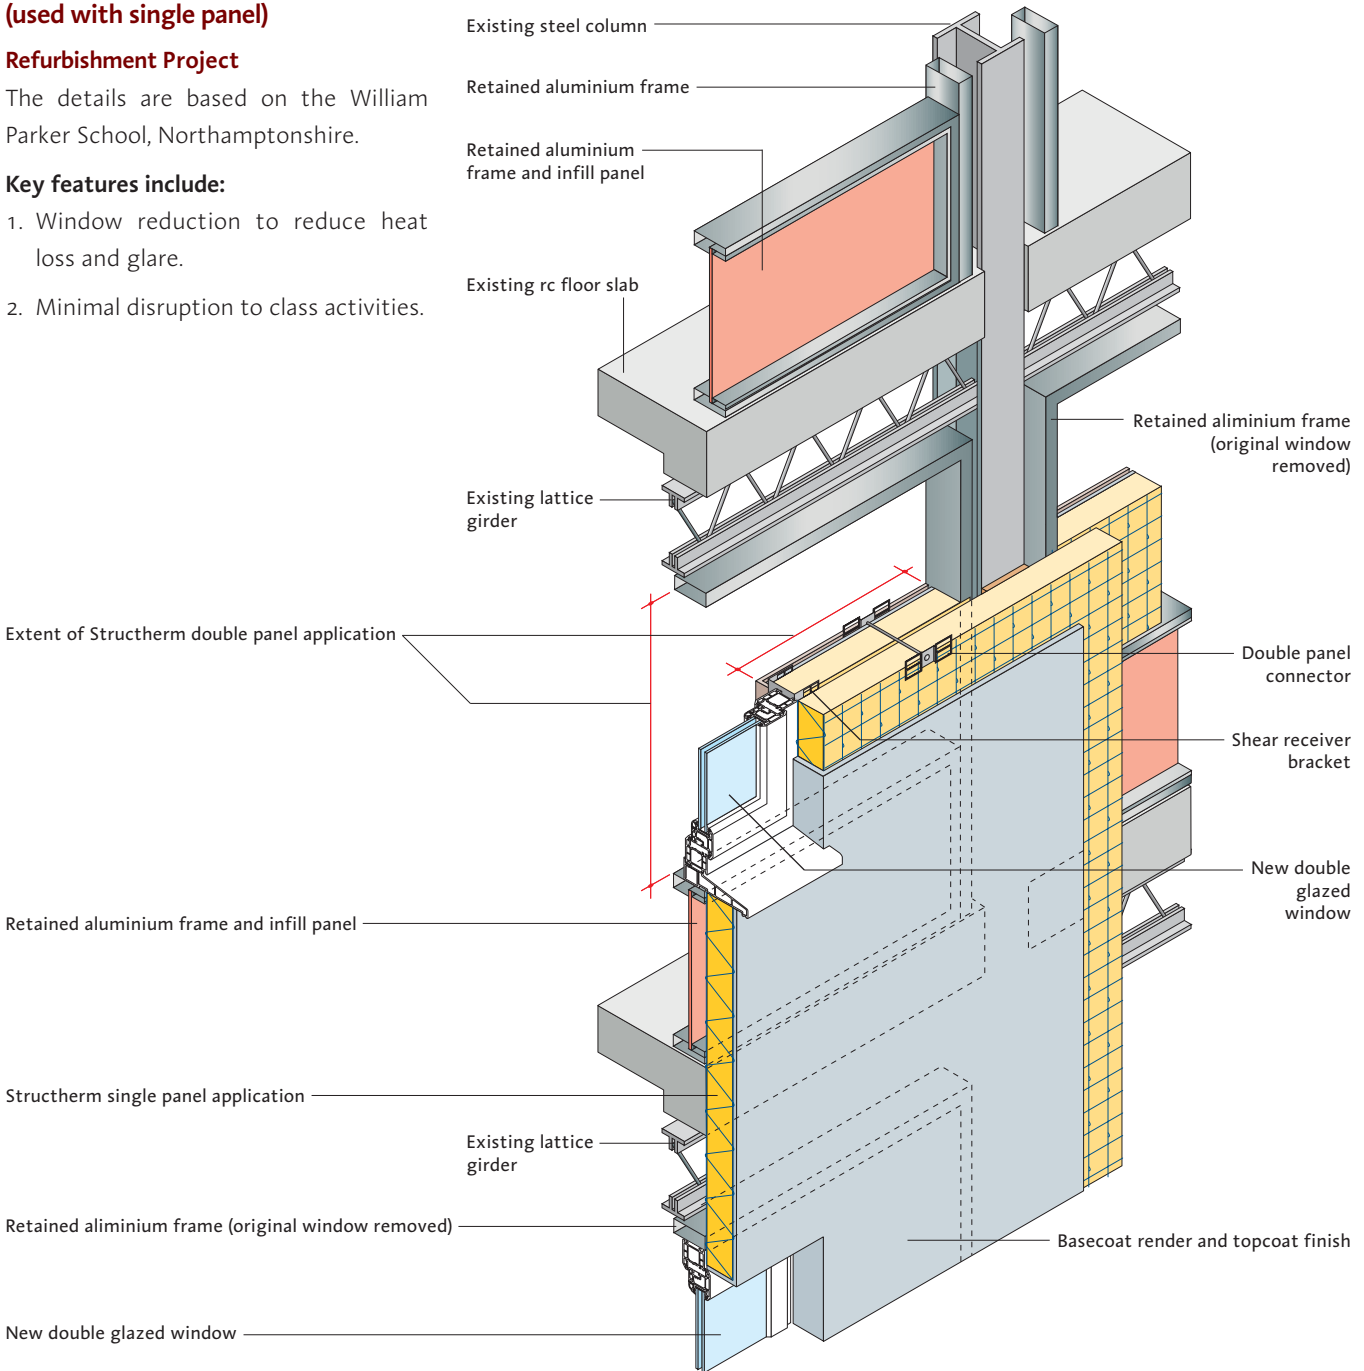 (used with single panel)
Refurbishment Project
The details are based on the William
Parker School, Northamptonshire.
Key features include:
1. Window reduction to reduce heat
loss and glare.
2. Minimal disruption to class activities.
Existing steel column
Retained aluminium frame
Retained aluminium
frame and infill panel
Existing rc floor slab
Retained aliminium frame
(original window
removed)
Existing lattice
girder
Extent of Structherm double panel application
Double panel
connector
Shear receiver
bracket
New double
glazed
window
Retained aluminium frame and infill panel
Structherm single panel application
Existing lattice
girder
Retained aliminium frame (original window removed)
Basecoat render and topcoat finish
New double glazed window